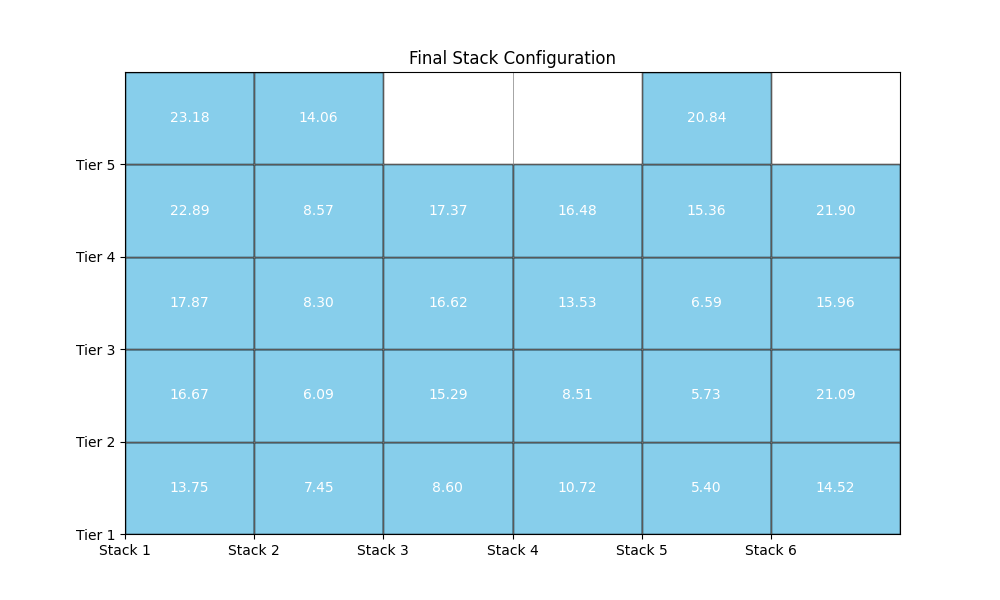 Final Stack Configuration
23.18 14.06 20.84
Tier 5
22.89 8.57 17.37 16.48 15.36 21.90
Tier 4
17.87 8.30 16.62 13.53 6.59 15.96
Tier 3
16.67 6.09 15.29 8.51 5.73 21.09
Tier 2
13.75 7.45 8.60 10.72 5.40 14.52
Tier 1
Stack 1 Stack 2 Stack 3 Stack 4 Stack 5 Stack 6